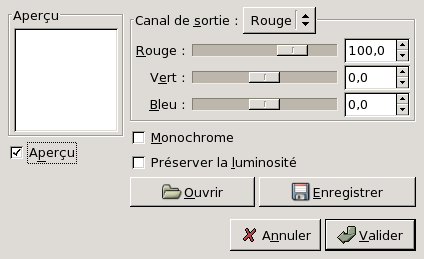 Aperçu
Canal de sortie : Rouge
Rouge : 100,0
Vert : 0,0
Bleu : 0,0
Aperçu
Monochrome
Préserver la luminosité
Ouvrir Enregistrer
Annuler Valider